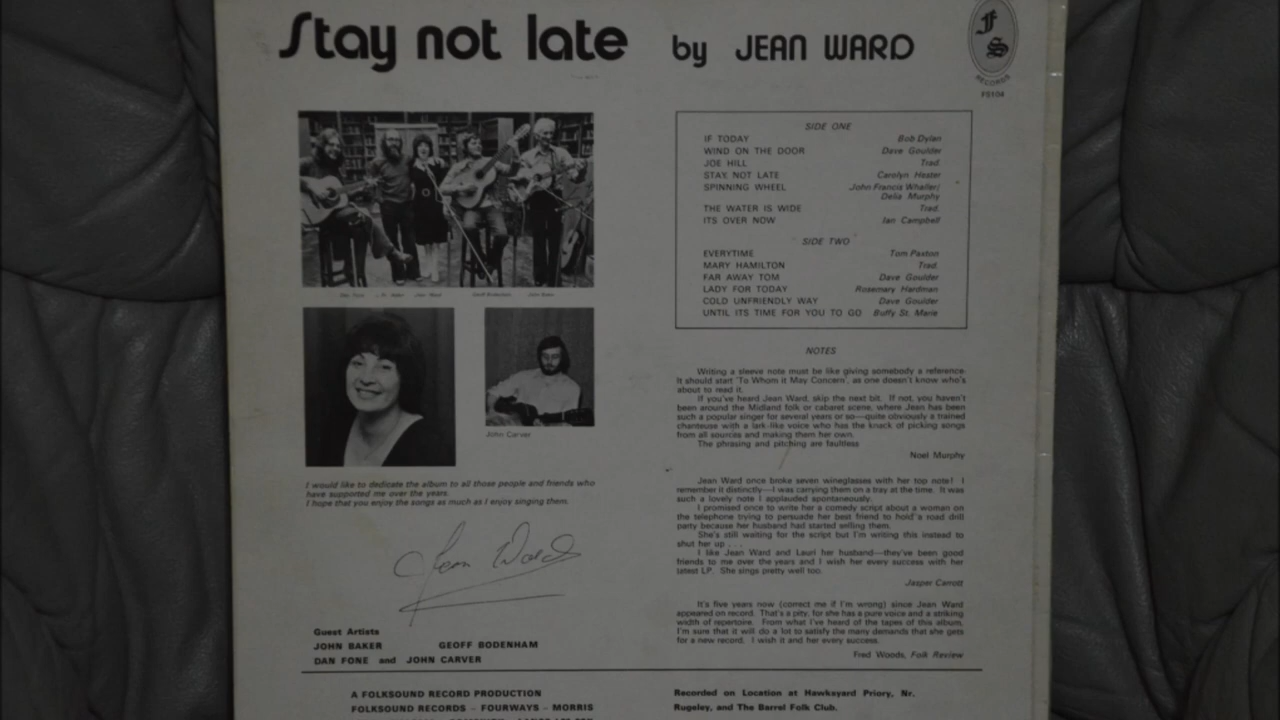 Stay not late by JEAN WARD
FS
RECORDS
FS104
SIDE ONE
IF TODAY Bob Dylan
WIND ON THE DOOR Dave Goulder
JOE HILL Trad.
STAY NOT LATE Carolyn Hester
SPINNING WHEEL John Francis Whaller/
Delia Murphy
THE WATER IS WIDE Trad.
ITS OVER NOW Ian Campbell
SIDE TWO
EVERYTIME Tom Paxton
MARY HAMILTON Trad.
FAR AWAY TOM Dave Goulder
LADY FOR TODAY Rosemary Hardman
COLD UNFRIENDLY WAY Dave Goulder
UNTIL ITS TIME FOR YOU TO GO Buffy St. Marie
Dan Fone John Baker Jean Ward Geoff Bodenham
John Carver
I would like to dedicate the album to all those people and friends who
have supported me over the years.
I hope that you enjoy the songs as much as I enjoy singing them.
Jean Ward
Guest Artists
JOHN BAKER GEOFF BODENHAM
DAN FONE and JOHN CARVER
NOTES
Writing a sleeve note must be like giving somebody a reference.
It should start 'To Whom it May Concern', as one doesn't know who's
about to read it.
If you've heard Jean Ward, skip the next bit. If not, you haven't
been around the Midland folk or cabaret scene, where Jean has been
such a popular singer for several years or so—quite obviously a trained
chanteuse with a lark-like voice who has the knack of picking songs
from all sources and making them her own.
The phrasing and pitching are faultless
Noel Murphy
Jean Ward once broke seven wineglasses with her top note! I
remember it distinctly—I was carrying them on a tray at the time. It was
such a lovely note I applauded spontaneously.
I promised once to write her a comedy script about a woman on
the telephone trying to persuade her best friend to hold a road drill
party because her husband had started selling them.
She's still waiting for the script but I'm writing this instead to
shut her up . . .
I like Jean Ward and Lauri her husband—they've been good
friends to me over the years and I wish her every success with her
latest LP. She sings pretty well too.
Jasper Carrott
It's five years now (correct me if I'm wrong) since Jean Ward
appeared on record. That's a pity, for she has a pure voice and a striking
width of repertoire. From what I've heard of the tapes of this album,
I'm sure that it will do a lot to satisfy the many demands that she gets
for a new record. I wish it and her every success.
Fred Woods, Folk Review
A FOLKSOUND RECORD PRODUCTION
FOLKSOUND RECORDS – FOURWAYS – MORRIS
Recorded on Location at Hawkeyard Priory, Nr.
Rugeley, and The Barrel Folk Club.